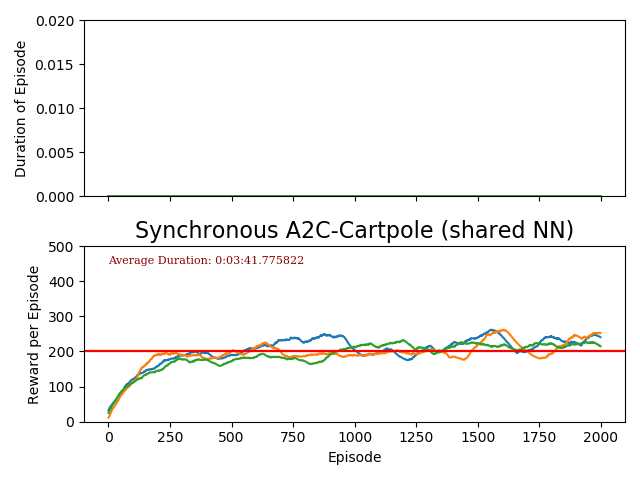 0.020
0.015
0.010
0.005
0.000
Duration of Episode
Synchronous A2C-Cartpole (shared NN)
500
400
300
200
100
0
Reward per Episode
Average Duration: 0:03:41.775822
0 250 500 750 1000 1250 1500 1750 2000
Episode